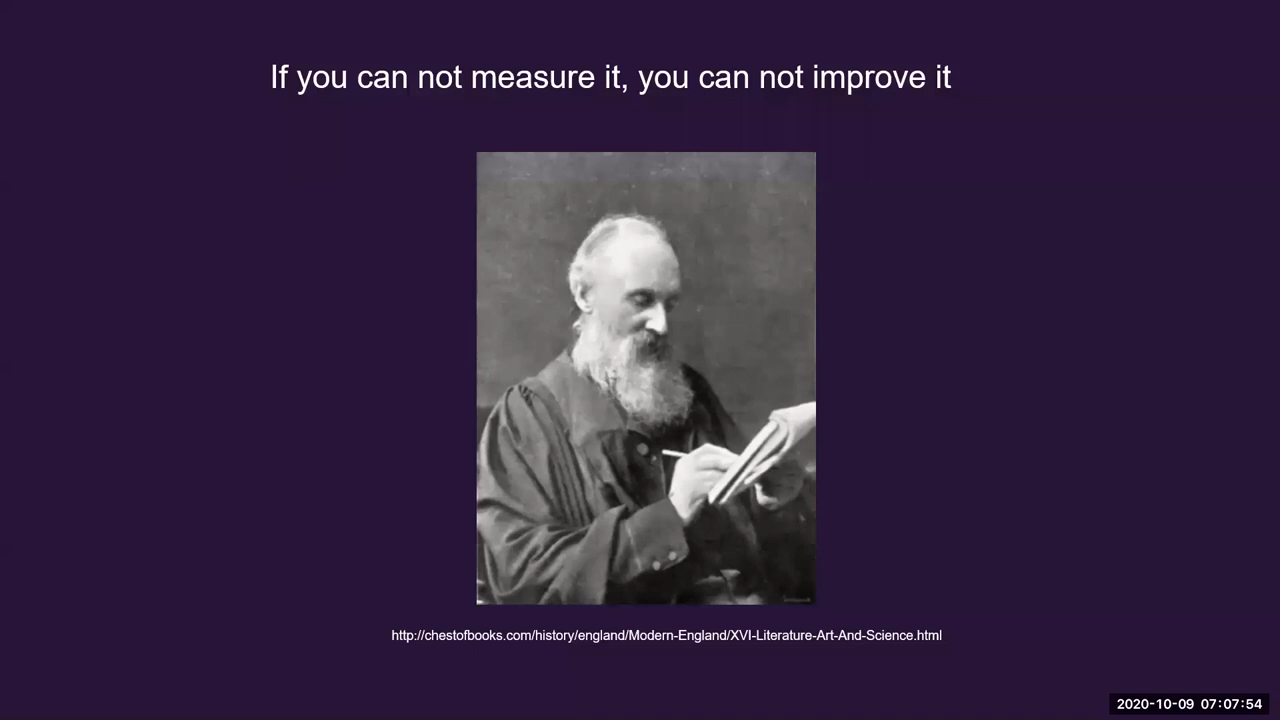 If you can not measure it, you can not improve it
http://chestofbooks.com/history/england/Modern-England/XVI-Literature-Art-And-Science.html
2020-10-09 07:07:54